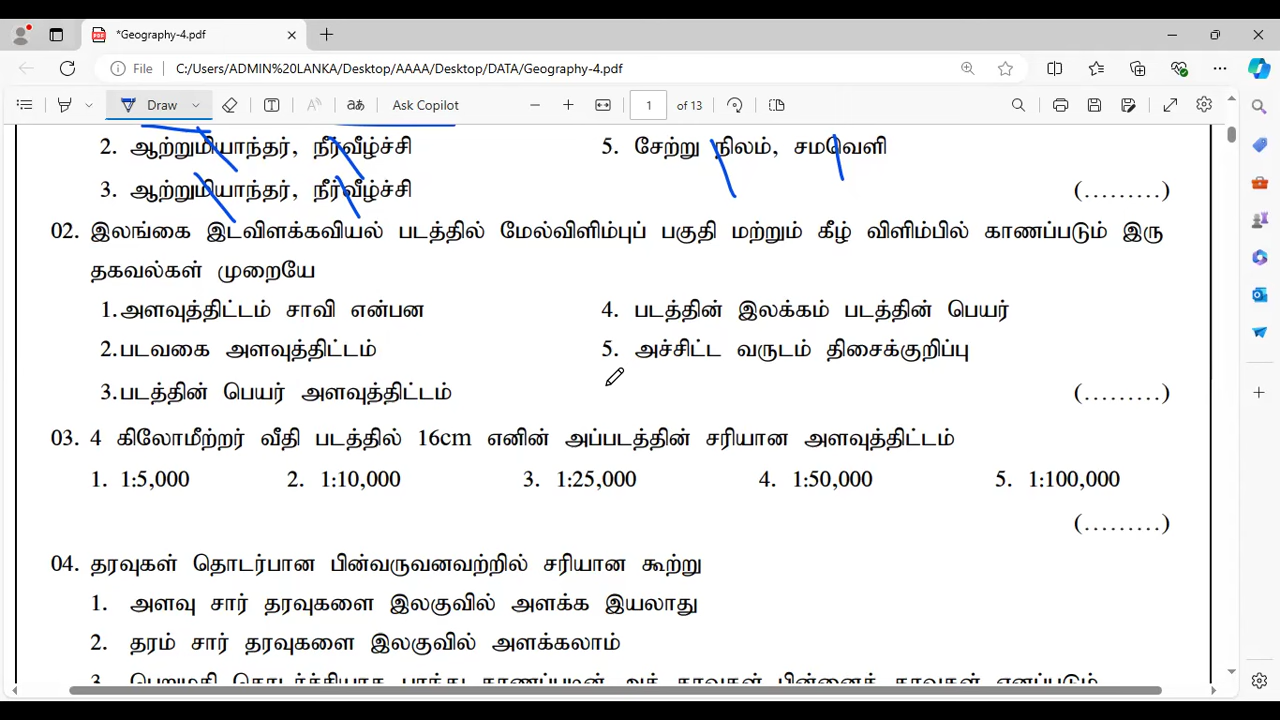 *Geography-4.pdf
File C:/Users/ADMIN%20LANKA/Desktop/AAAA/Desktop/DATA/Geography-4.pdf
Draw aあ Ask Copilot 1 of 13
2. ஆற்றுமியாந்தர், நீர்வீழ்ச்சி 5. சேற்று நிலம், சமவெளி
3. ஆற்றுமியாந்தர், நீர்வீழ்ச்சி (.........)
02. இலங்கை இடவிளக்கவியல் படத்தில் மேல்விளிம்புப் பகுதி மற்றும் கீழ் விளிம்பில் காணப்படும் இரு
தகவல்கள் முறையே
1.அளவுத்திட்டம் சாவி என்பன 4. படத்தின் இலக்கம் படத்தின் பெயர்
2.படவகை அளவுத்திட்டம் 5. அச்சிட்ட வருடம் திசைக்குறிப்பு
3.படத்தின் பெயர் அளவுத்திட்டம் (.........)
03. 4 கிலோமீற்றர் வீதி படத்தில் 16cm எனின் அப்படத்தின் சரியான அளவுத்திட்டம்
1. 1:5,000 2. 1:10,000 3. 1:25,000 4. 1:50,000 5. 1:100,000
(.........)
04. தரவுகள் தொடர்பான பின்வருவனவற்றில் சரியான கூற்று
1. அளவு சார் தரவுகளை இலகுவில் அளக்க இயலாது
2. தரம் சார் தரவுகளை இலகுவில் அளக்கலாம்